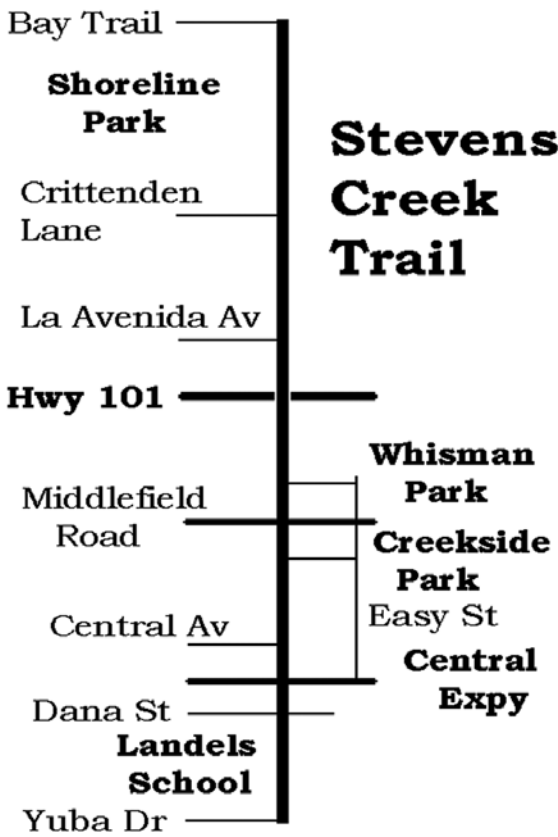 Bay Trail
Shoreline
Park
Stevens
Creek
Trail
Crittenden
Lane
La Avenida Av
Hwy 101
Whisman
Park
Middlefield
Road
Creekside
Park
Easy St
Central Av
Central
Expy
Dana St
Landels
School
Yuba Dr